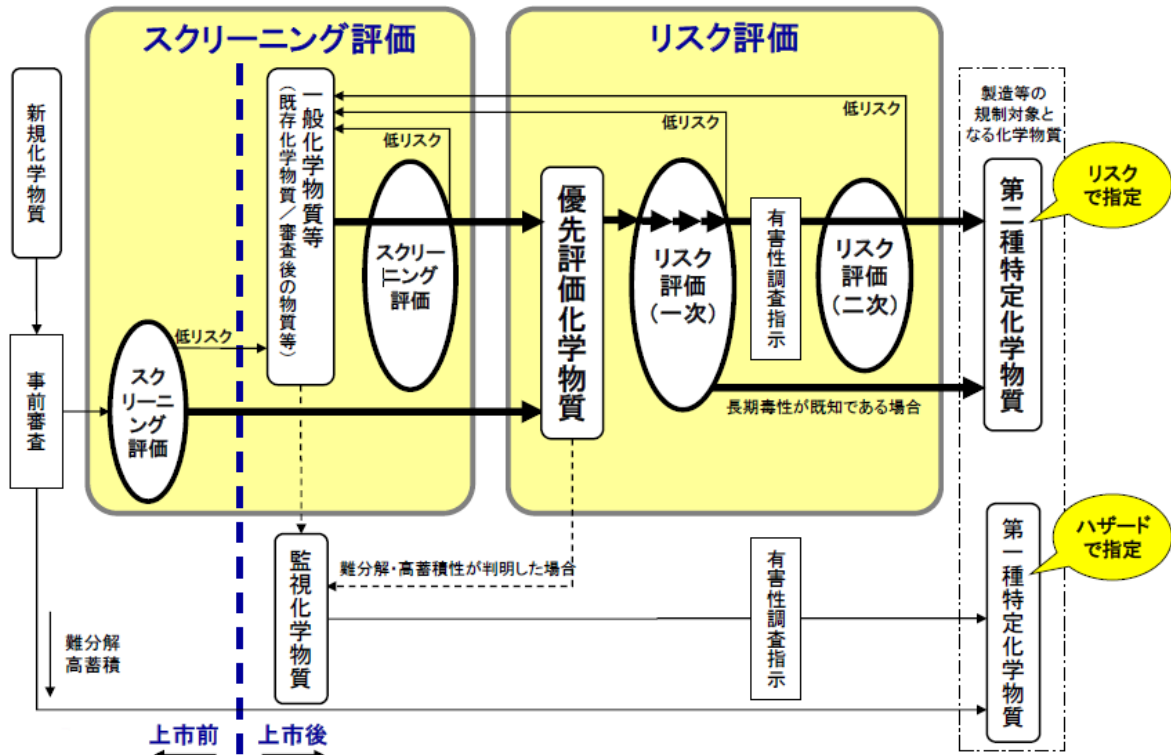 スクリーニング評価
リスク評価
新規化学物質
事前審査
スク
リーニ
ング
評価
低リスク
一般化学物質等
(既存化学物質/審査後の物質等)
低リスク
スクリー
ニング
評価
優先評価化学物質
低リスク
リスク
評価
(一次)
有害性調査指示
低リスク
リスク
評価
(二次)
長期毒性が既知である場合
製造等の
規制対象と
なる化学物質
第二種特定化学物質
リスク
で指定
監視化学物質
難分解・高蓄積性が判明した場合
有害性調査指示
第一種特定化学物質
ハザード
で指定
難分解
高蓄積
上市前
上市後